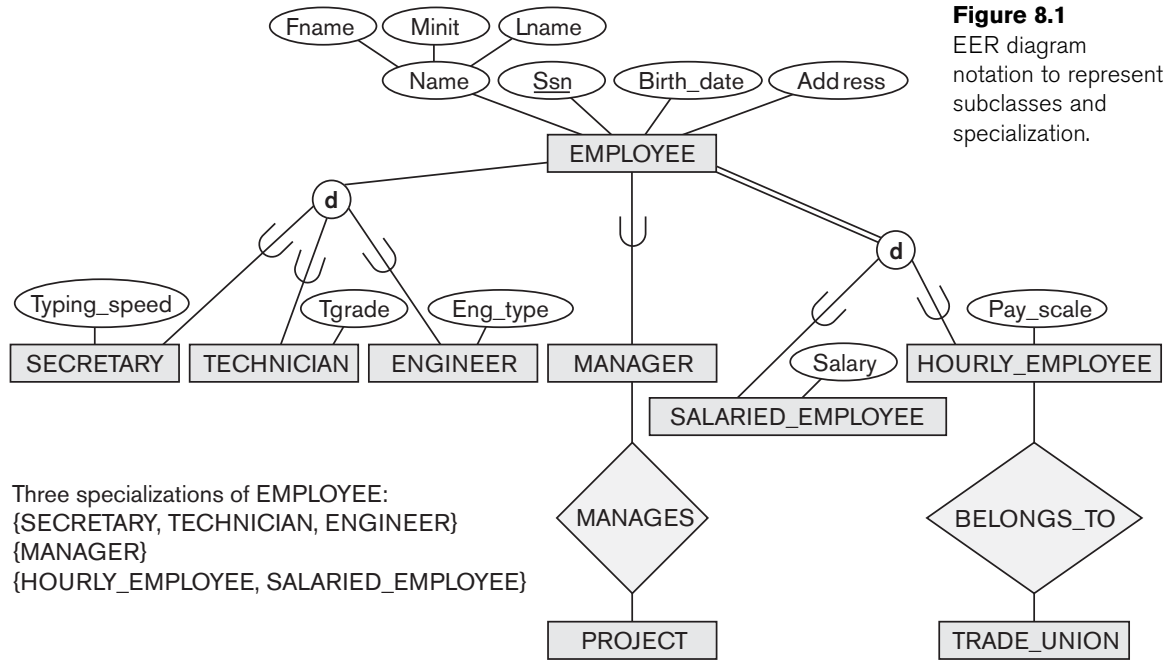 Figure 8.1
EER diagram
notation to represent
subclasses and
specialization.
Fname Minit Lname
Name Ssn Birth_date Address
EMPLOYEE
d
d
Typing_speed Tgrade Eng_type Pay_scale
Salary
SECRETARY TECHNICIAN ENGINEER MANAGER HOURLY_EMPLOYEE
SALARIED_EMPLOYEE
Three specializations of EMPLOYEE:
{SECRETARY, TECHNICIAN, ENGINEER}
{MANAGER}
{HOURLY_EMPLOYEE, SALARIED_EMPLOYEE}
MANAGES BELONGS_TO
PROJECT TRADE_UNION